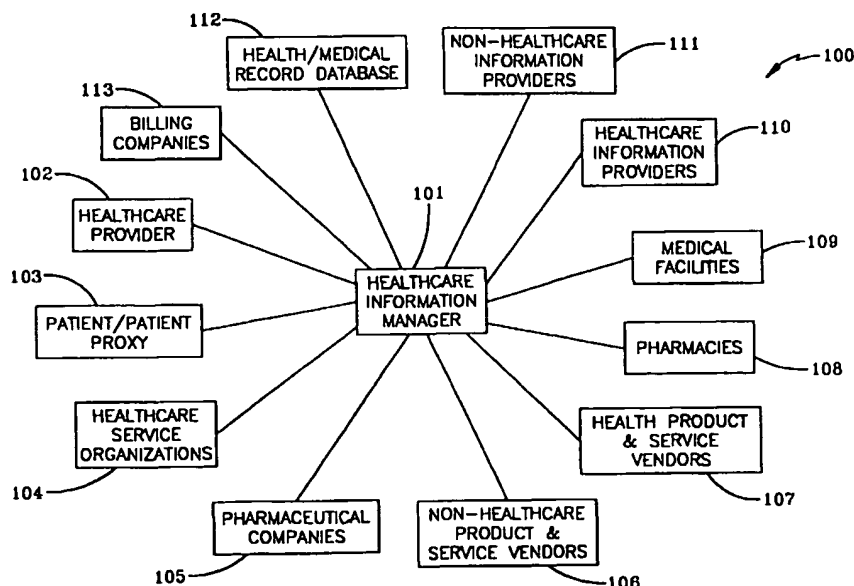 112
HEALTH/MEDICAL
RECORD DATABASE
NON-HEALTHCARE
INFORMATION
PROVIDERS
111
100
113
BILLING
COMPANIES
HEALTHCARE
INFORMATION
PROVIDERS
110
102
HEALTHCARE
PROVIDER
101
HEALTHCARE
INFORMATION
MANAGER
MEDICAL
FACILITIES
109
103
PATIENT/PATIENT
PROXY
PHARMACIES
108
HEALTHCARE
SERVICE
ORGANIZATIONS
104
HEALTH PRODUCT
& SERVICE
VENDORS
107
PHARMACEUTICAL
COMPANIES
105
NON-HEALTHCARE
PRODUCT &
SERVICE VENDORS
106